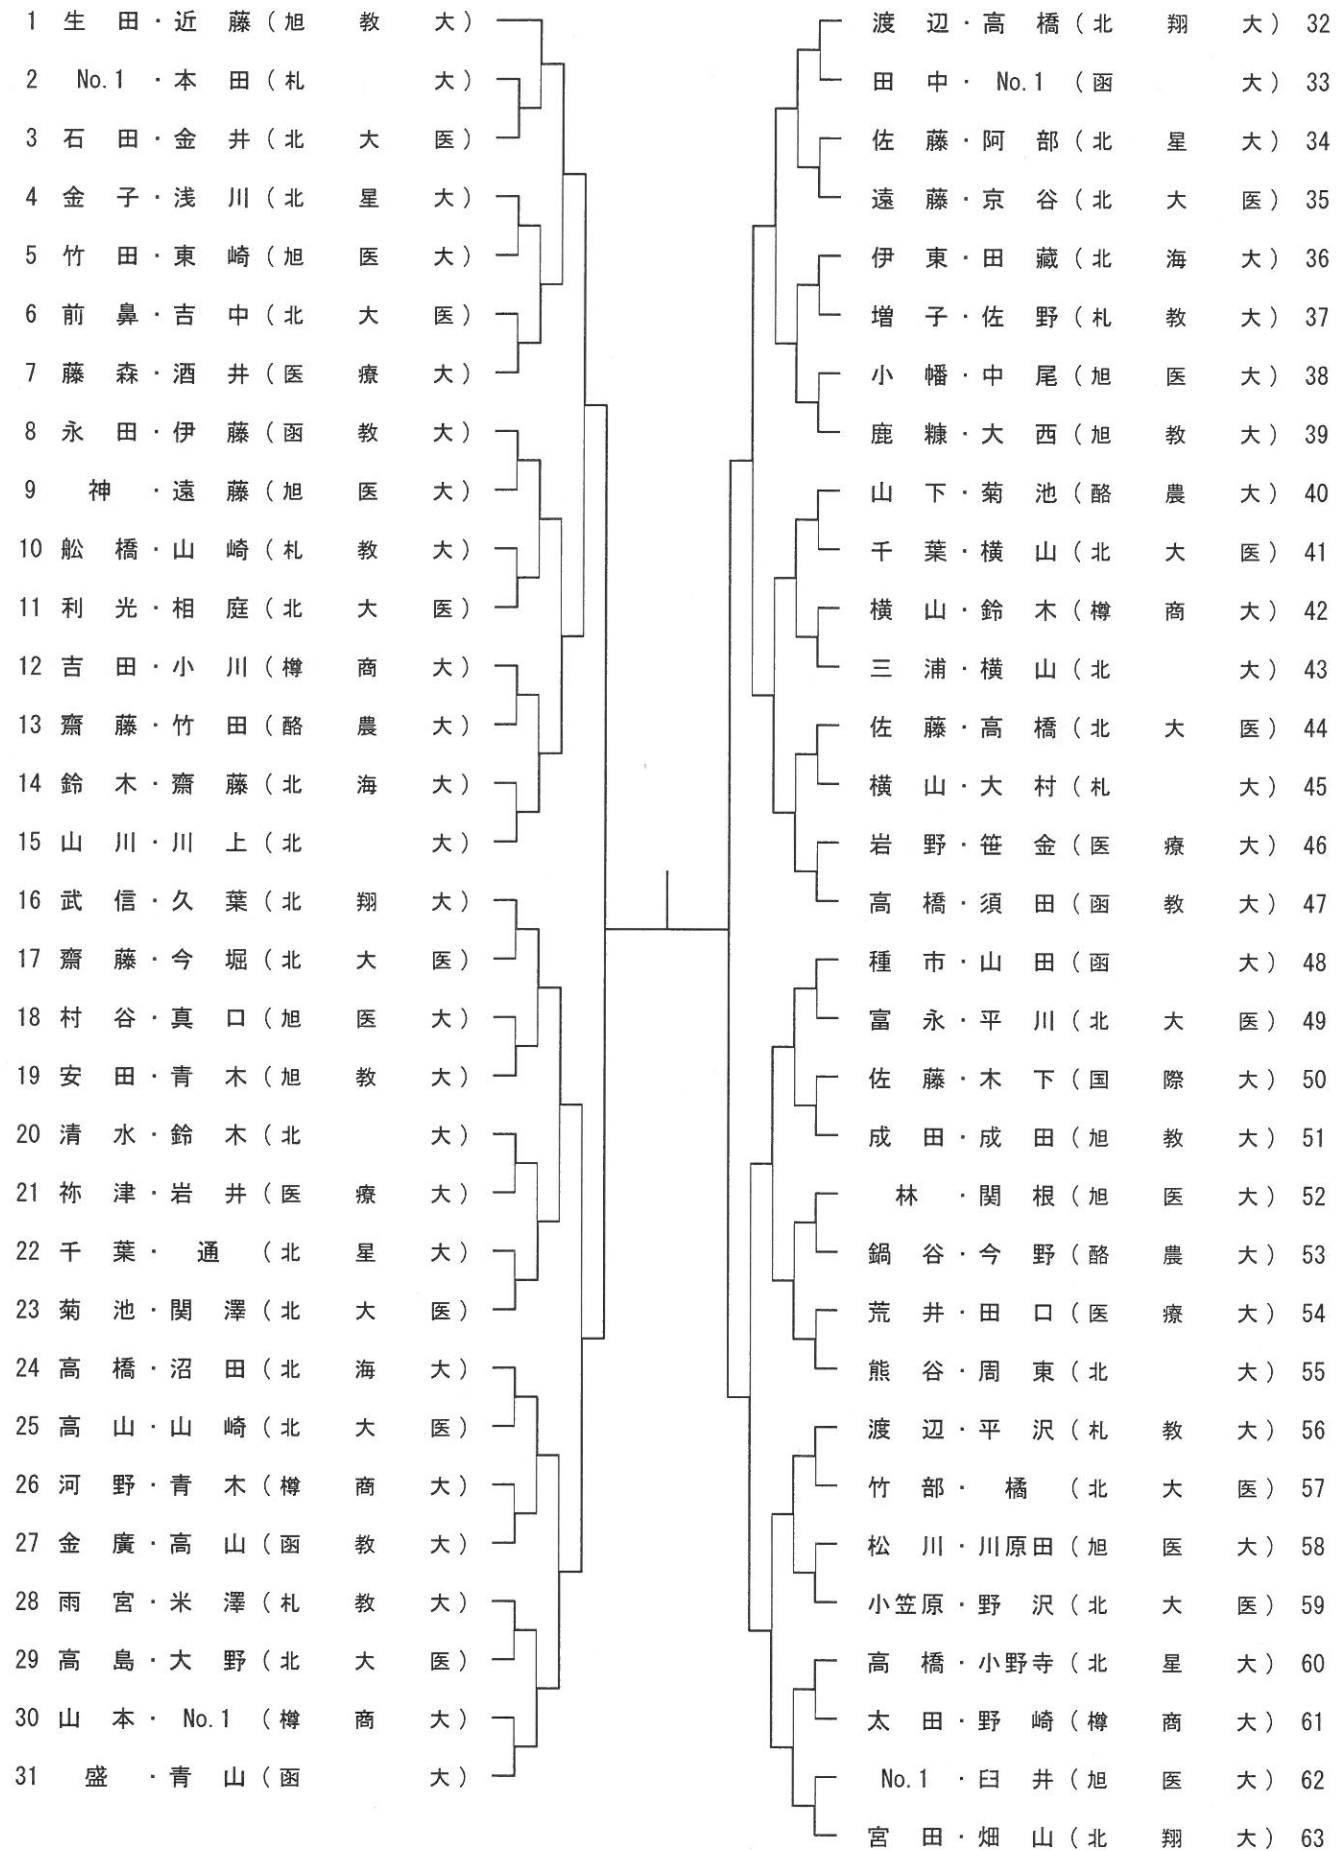 1 生田・近藤(旭教大)
2 No.1・本田(札大)
3 石田・金井(北大医)
4 金子・浅川(北星大)
5 竹田・東崎(旭医大)
6 前鼻・吉中(北大医)
7 藤森・酒井(医療大)
8 永田・伊藤(函教大)
9 神・遠藤(旭医大)
10 舩橋・山崎(札教大)
11 利光・相庭(北大医)
12 吉田・小川(樽商大)
13 齋藤・竹田(酪農大)
14 鈴木・齋藤(北海大)
15 山川・川上(北大)
16 武信・久葉(北翔大)
17 齋藤・今堀(北大医)
18 村谷・真口(旭医大)
19 安田・青木(旭教大)
20 清水・鈴木(北大)
21 祢津・岩井(医療大)
22 千葉・通(北星大)
23 菊池・関澤(北大医)
24 高橋・沼田(北海大)
25 高山・山崎(北大医)
26 河野・青木(樽商大)
27 金廣・高山(函教大)
28 雨宮・米澤(札教大)
29 高島・大野(北大医)
30 山本・No.1(樽商大)
31 盛・青山(函大)
渡辺・高橋(北翔大) 32
田中・No.1(函大) 33
佐藤・阿部(北星大) 34
遠藤・京谷(北大医) 35
伊東・田藏(北海大) 36
増子・佐野(札教大) 37
小幡・中尾(旭医大) 38
鹿糠・大西(旭教大) 39
山下・菊池(酪農大) 40
千葉・横山(北大医) 41
横山・鈴木(樽商大) 42
三浦・横山(北大) 43
佐藤・高橋(北大医) 44
横山・大村(札大) 45
岩野・笹金(医療大) 46
高橋・須田(函教大) 47
種市・山田(函大) 48
富永・平川(北大医) 49
佐藤・木下(国際大) 50
成田・成田(旭教大) 51
林・関根(旭医大) 52
鍋谷・今野(酪農大) 53
荒井・田口(医療大) 54
熊谷・周東(北大) 55
渡辺・平沢(札教大) 56
竹部・橘(北大医) 57
松川・川原田(旭医大) 58
小笠原・野沢(北大医) 59
高橋・小野寺(北星大) 60
太田・野崎(樽商大) 61
No.1・臼井(旭医大) 62
宮田・畑山(北翔大) 63